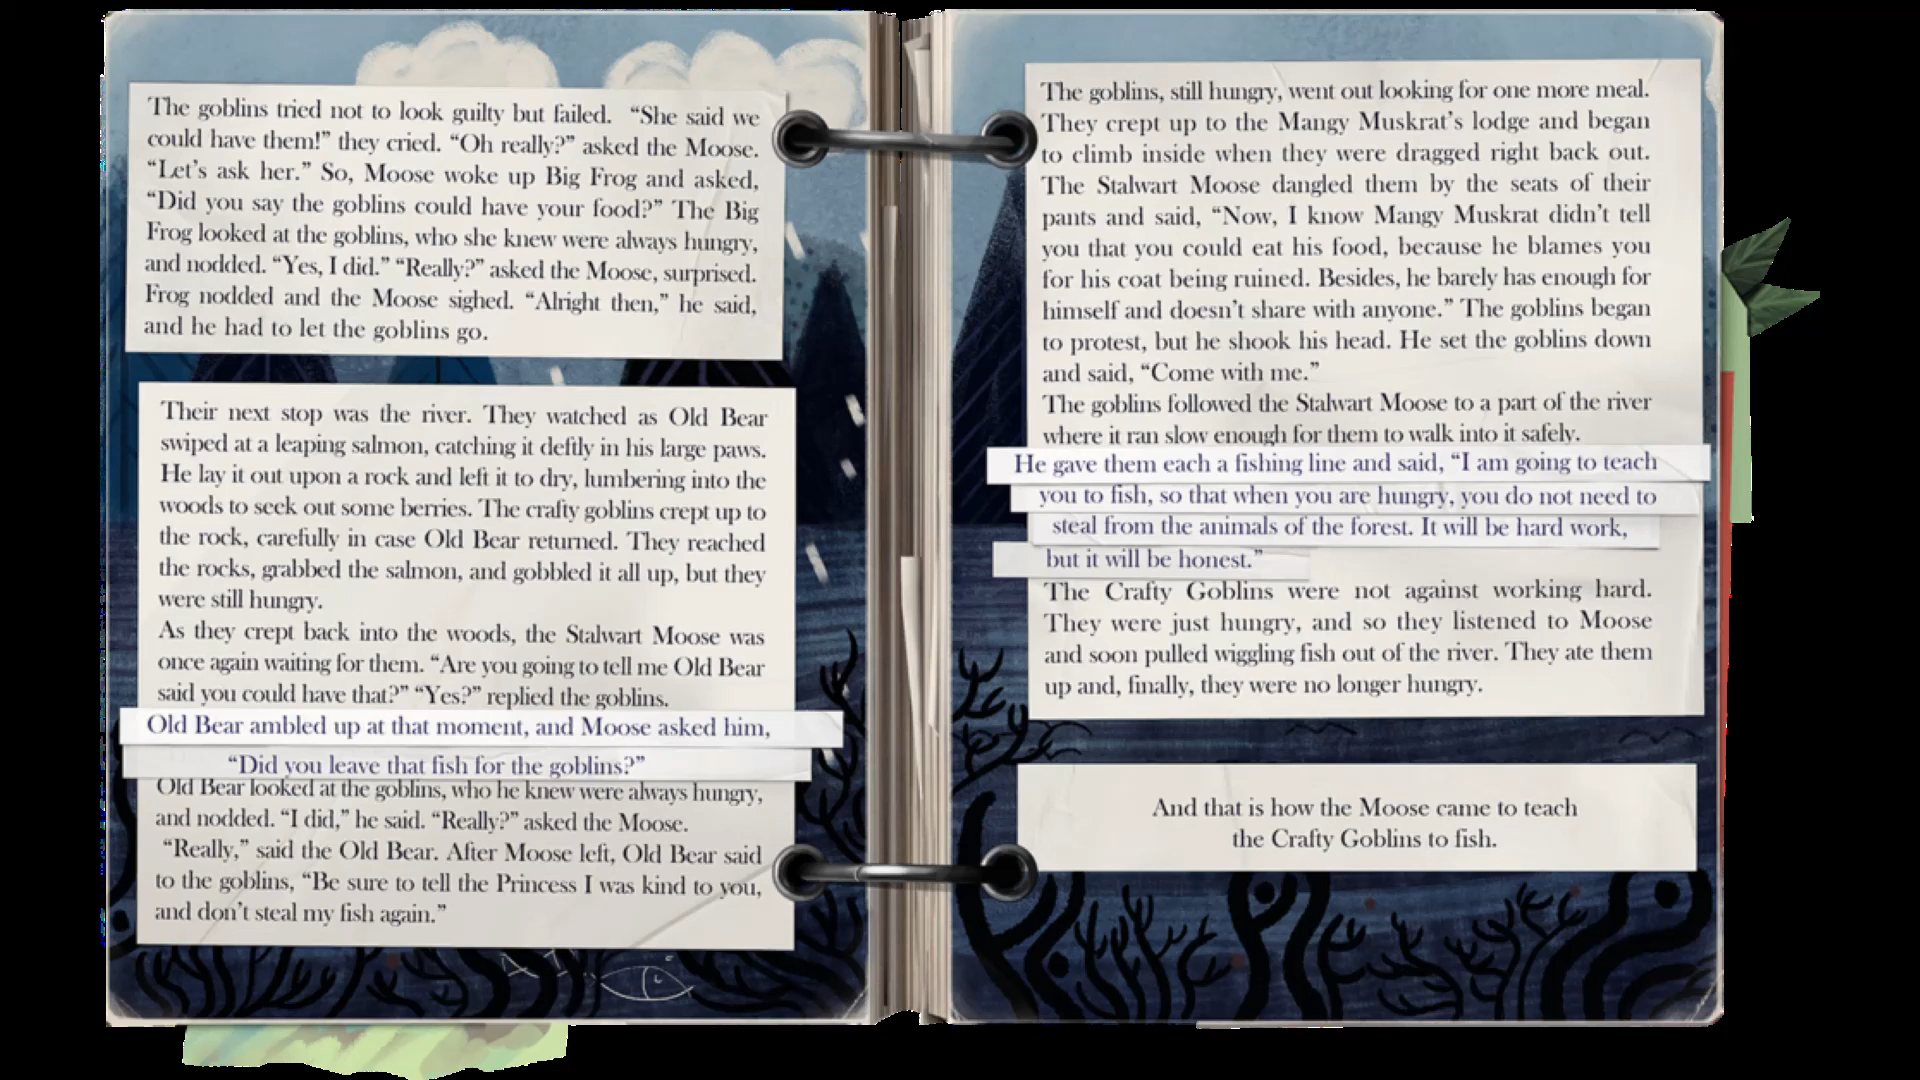 The goblins tried not to look guilty but failed. “She said we
could have them!” they cried. “Oh really?” asked the Moose.
“Let’s ask her.” So, Moose woke up Big Frog and asked,
“Did you say the goblins could have your food?” The Big
Frog looked at the goblins, who she knew were always hungry,
and nodded. “Yes, I did.” “Really?” asked the Moose, surprised.
Frog nodded and the Moose sighed. “Alright then,” he said,
and he had to let the goblins go.
Their next stop was the river. They watched as Old Bear
swiped at a leaping salmon, catching it deftly in his large paws.
He lay it out upon a rock and left it to dry, lumbering into the
woods to seek out some berries. The crafty goblins crept up to
the rock, carefully in case Old Bear returned. They reached
the rocks, grabbed the salmon, and gobbled it all up, but they
were still hungry.
As they crept back into the woods, the Stalwart Moose was
once again waiting for them. “Are you going to tell me Old Bear
said you could have that?” “Yes?” replied the goblins.
Old Bear ambled up at that moment, and Moose asked him,
“Did you leave that fish for the goblins?”
Old Bear looked at the goblins, who he knew were always hungry,
and nodded. “I did,” he said. “Really?” asked the Moose.
“Really,” said the Old Bear. After Moose left, Old Bear said
to the goblins, “Be sure to tell the Princess I was kind to you,
and don’t steal my fish again.”
The goblins, still hungry, went out looking for one more meal.
They crept up to the Mangy Muskrat’s lodge and began
to climb inside when they were dragged right back out.
The Stalwart Moose dangled them by the seats of their
pants and said, “Now, I know Mangy Muskrat didn’t tell
you that you could eat his food, because he blames you
for his coat being ruined. Besides, he barely has enough for
himself and doesn’t share with anyone.” The goblins began
to protest, but he shook his head. He set the goblins down
and said, “Come with me.”
The goblins followed the Stalwart Moose to a part of the river
where it ran slow enough for them to walk into it safely.
He gave them each a fishing line and said, “I am going to teach
you to fish, so that when you are hungry, you do not need to
steal from the animals of the forest. It will be hard work,
but it will be honest.”
The Crafty Goblins were not against working hard.
They were just hungry, and so they listened to Moose
and soon pulled wiggling fish out of the river. They ate them
up and, finally, they were no longer hungry.
And that is how the Moose came to teach
the Crafty Goblins to fish.